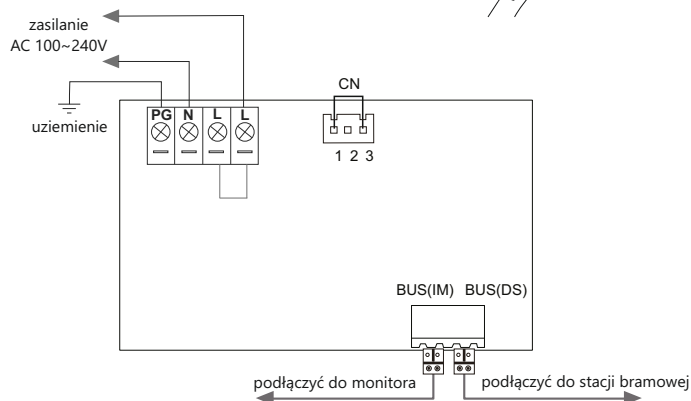 zasilanie
AC 100~240V
uziemienie
PG N L L
CN
1 2 3
BUS(IM) BUS(DS)
podłączyć do monitora
podłączyć do stacji bramowej